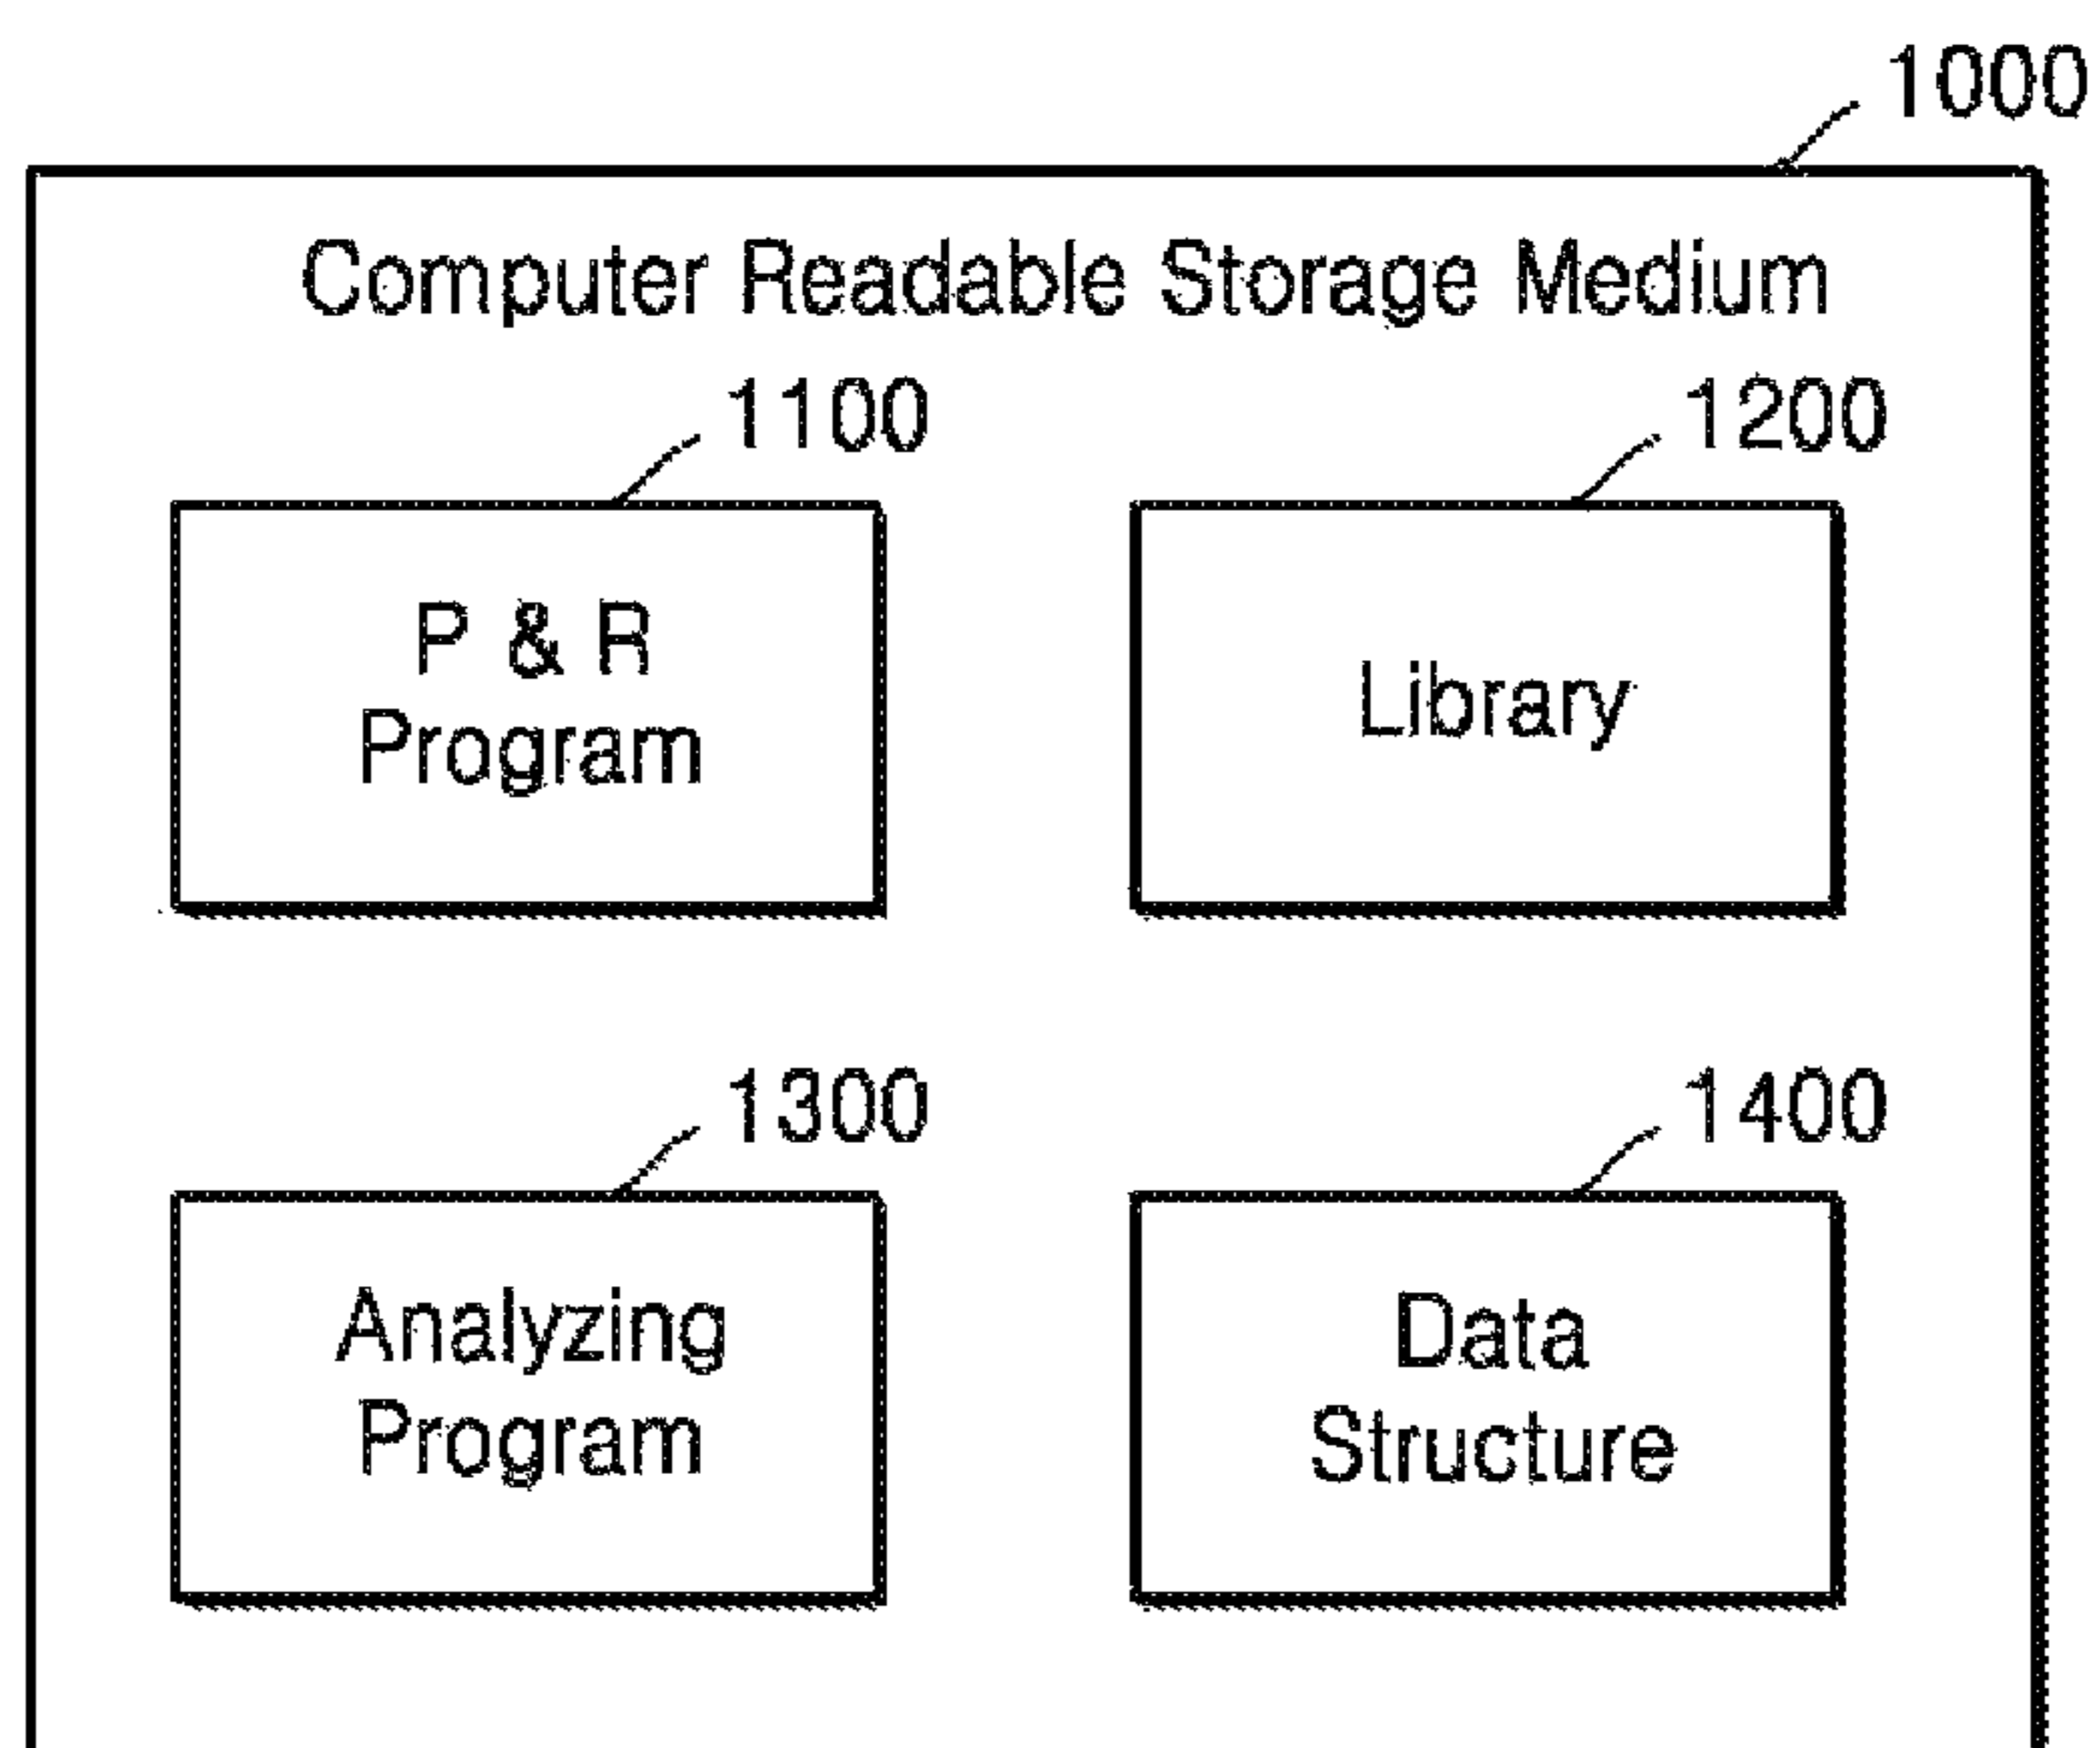 1000
Computer Readable Storage Medium
1100
1200
P & R
Program
Library
1300
1400
Analyzing
Program
Data
Structure